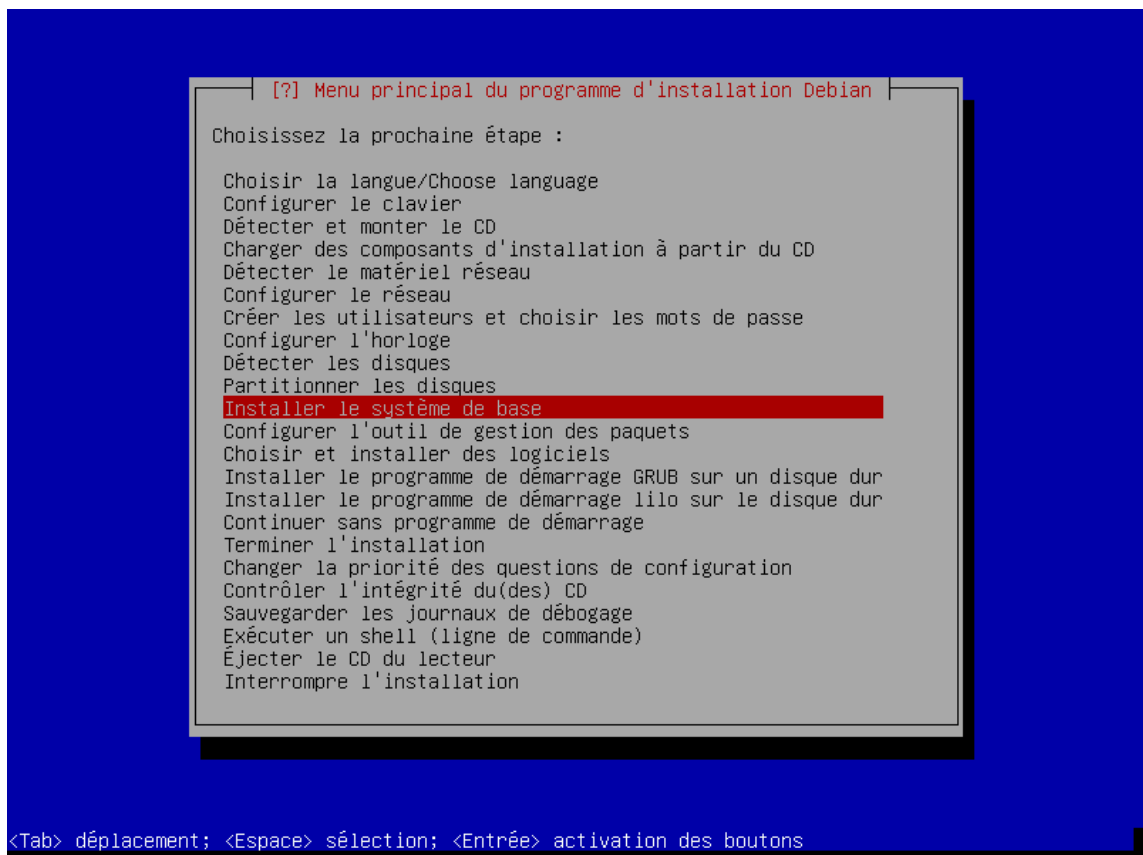 [?] Menu principal du programme d'installation Debian
Choisissez la prochaine étape :
Choisir la langue/Choose language
Configurer le clavier
Détecter et monter le CD
Charger des composants d'installation à partir du CD
Détecter le matériel réseau
Configurer le réseau
Créer les utilisateurs et choisir les mots de passe
Configurer l'horloge
Détecter les disques
Partitionner les disques
Installer le système de base
Configurer l'outil de gestion des paquets
Choisir et installer des logiciels
Installer le programme de démarrage GRUB sur un disque dur
Installer le programme de démarrage lilo sur le disque dur
Continuer sans programme de démarrage
Terminer l'installation
Changer la priorité des questions de configuration
Contrôler l'intégrité du(des) CD
Sauvegarder les journaux de débogage
Exécuter un shell (ligne de commande)
Éjecter le CD du lecteur
Interrompre l'installation
<Tab> déplacement; <Espace> sélection; <Entrée> activation des boutons